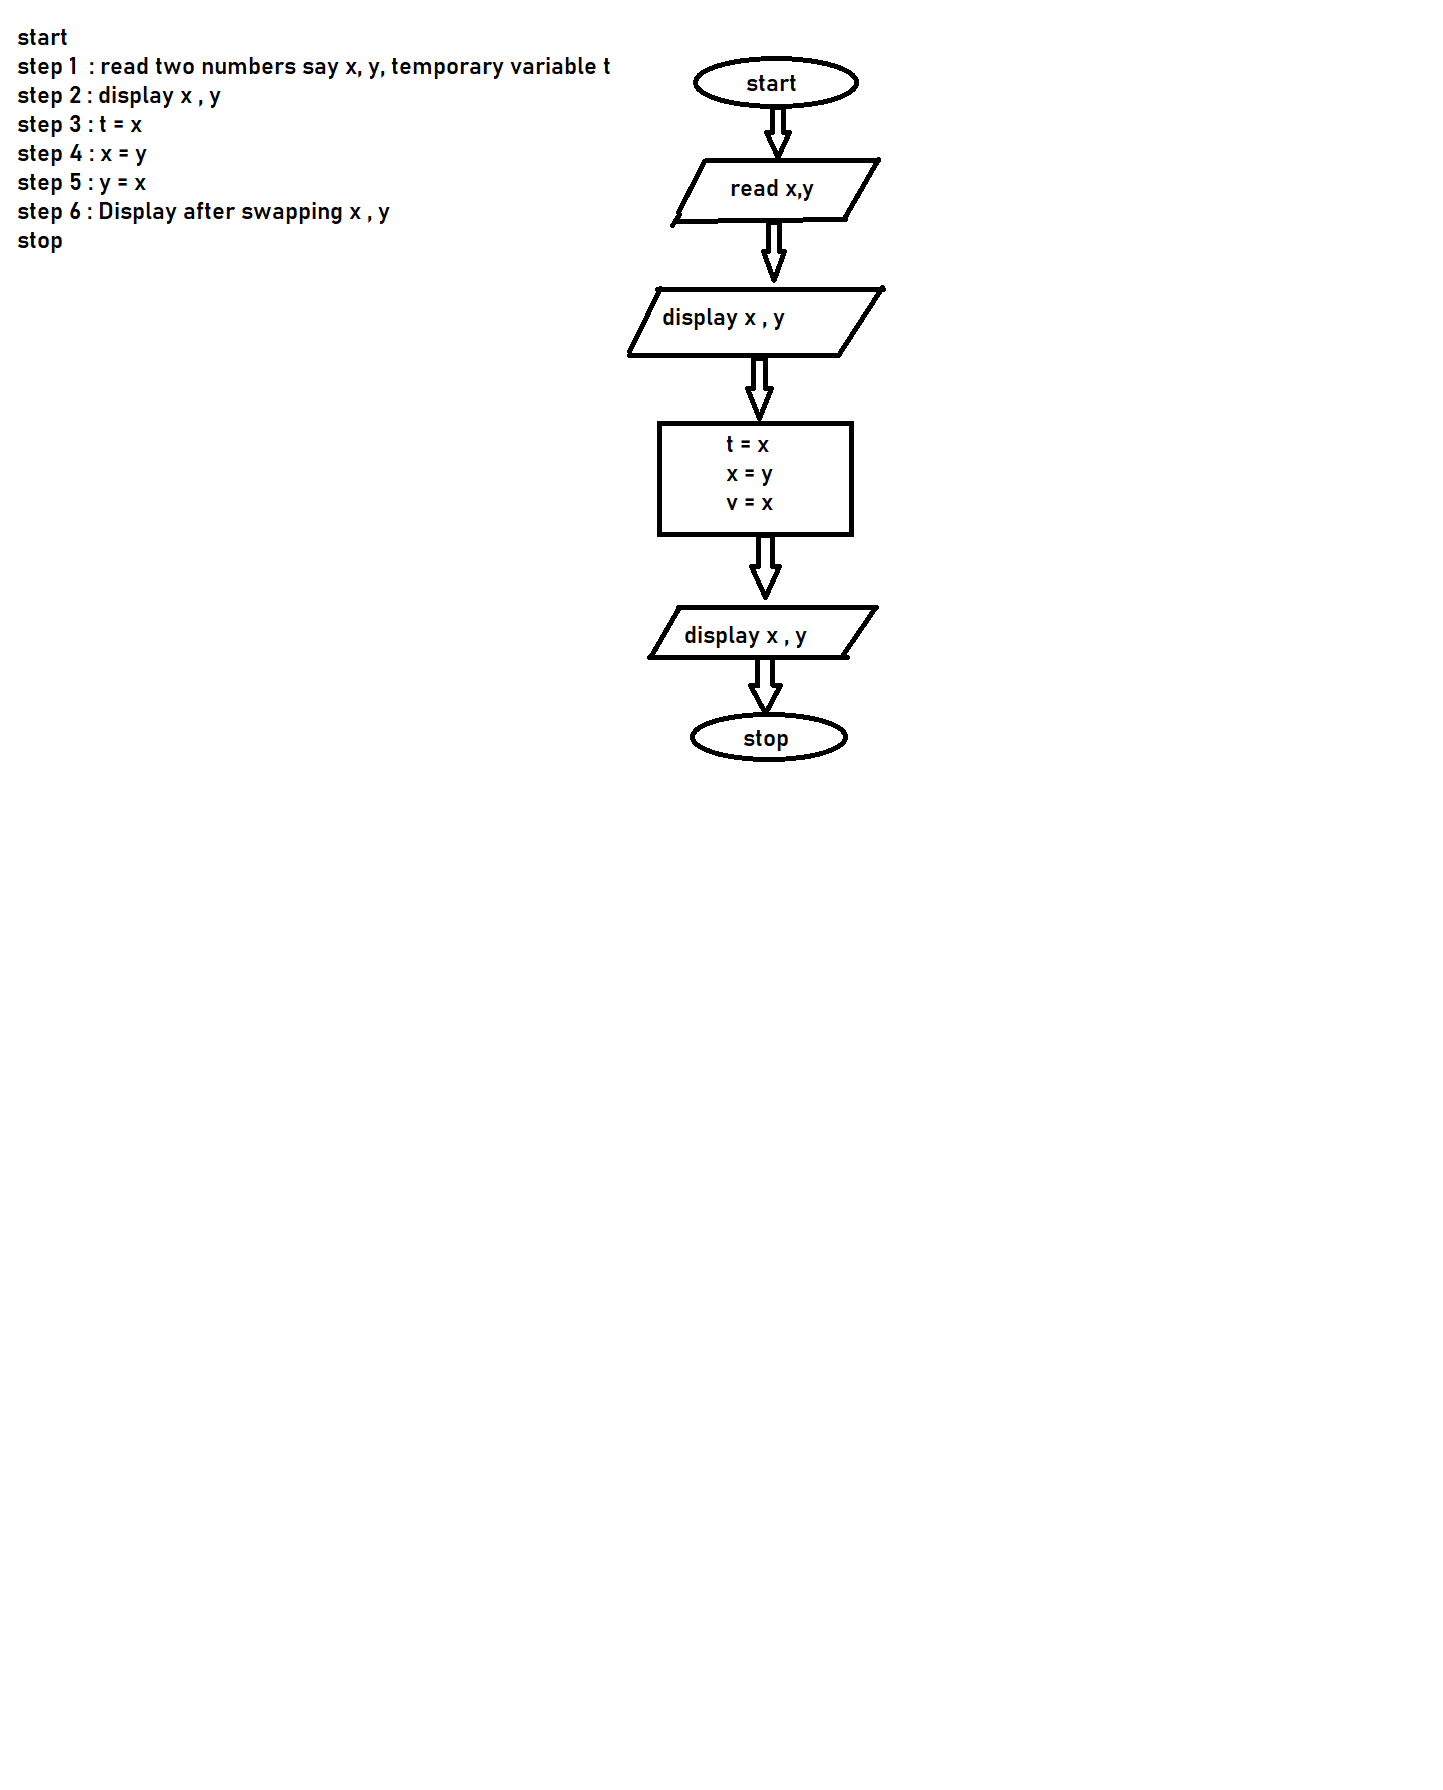 start
step 1 : read two numbers say x, y, temporary variable t
step 2 : display x , y
step 3 : t = x
step 4 : x = y
step 5 : y = x
step 6 : Display after swapping x , y
stop
start
read x,y
display x , y
t = x
x = y
v = x
display x , y
stop